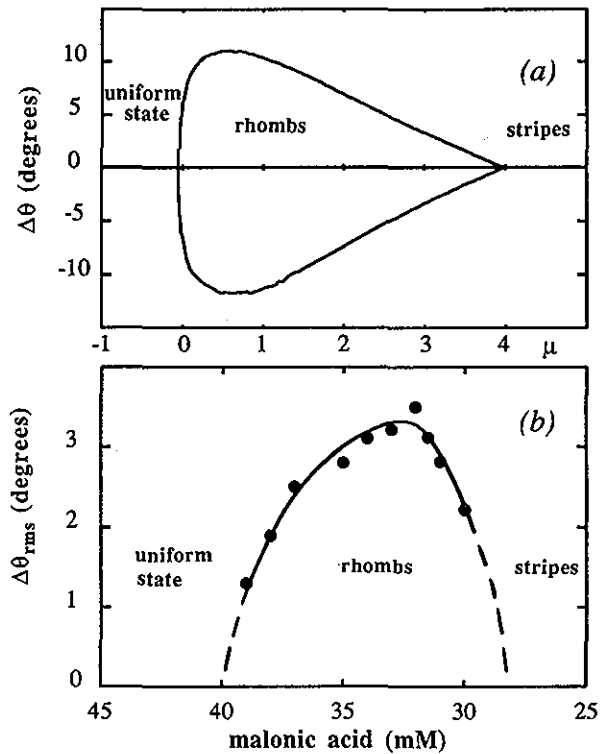 10
5
0
-5
-10
Δθ (degrees)
(a)
uniform
state
rhombs
stripes
-1 0 1 2 3 4 μ
3
2
1
0
Δθrms (degrees)
(b)
uniform
state
rhombs
stripes
45 40 35 30 25
malonic acid (mM)